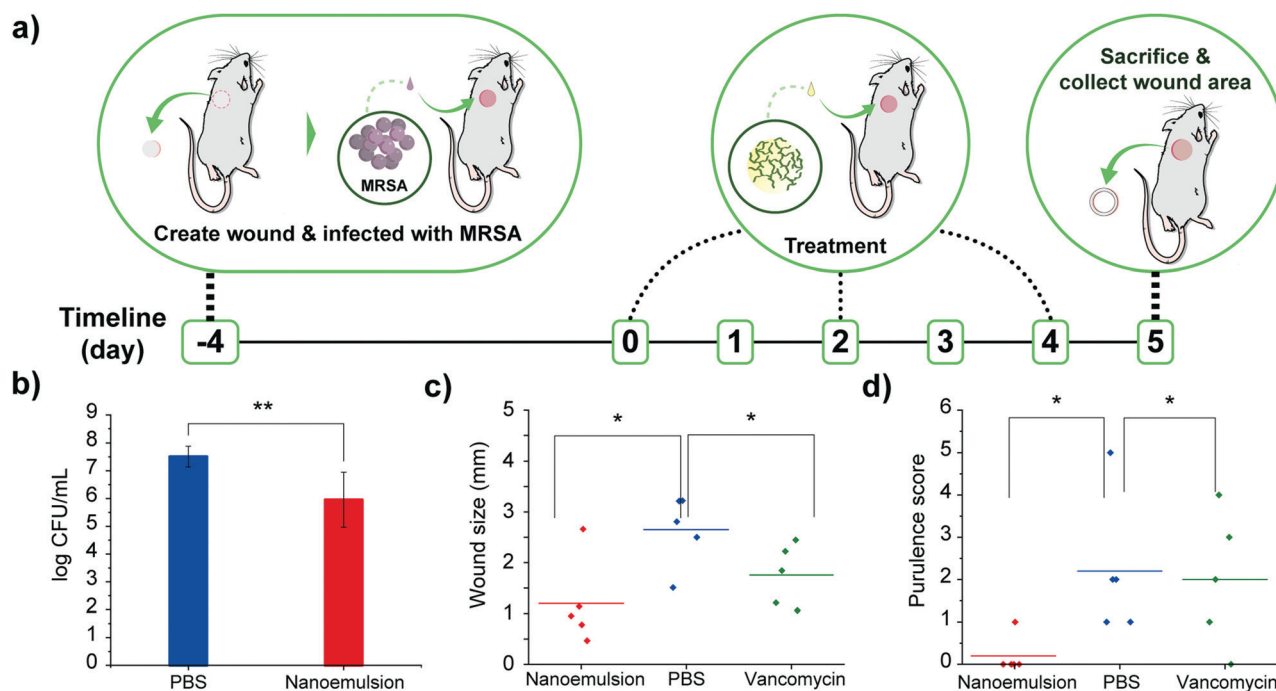 a)
Sacrifice &
collect wound area
MRSA
Create wound & infected with MRSA
Treatment
Timeline
(day)
-4
0
1
2
3
4
5
b)
**
log CFU/mL
9
8
7
6
5
4
3
2
1
0
PBS
Nanoemulsion
c)
*
*
Wound size (mm)
5
4
3
2
1
0
Nanoemulsion
PBS
Vancomycin
d)
*
*
Purulence score
6
5
4
3
2
1
0
Nanoemulsion
PBS
Vancomycin